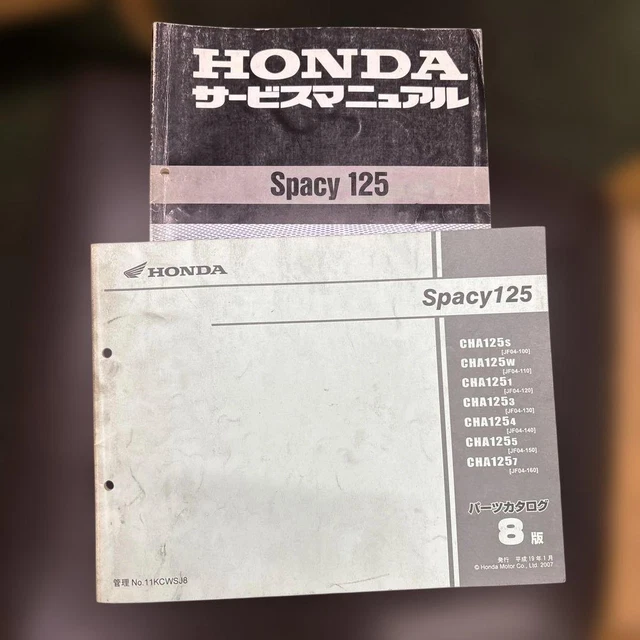 HONDA
サービスマニュアル
Spacy 125
HONDA
Spacy125
CHA125S
[JF04-100]
CHA125W
[JF04-110]
CHA1251
[JF04-120]
CHA1253
[JF04-130]
CHA1254
[JF04-140]
CHA1255
[JF04-150]
CHA1257
[JF04-160]
パーツカタログ
8版
発行 平成19年1月
© Honda Motor Co., Ltd. 2007
管理 No.11KCWSJ8